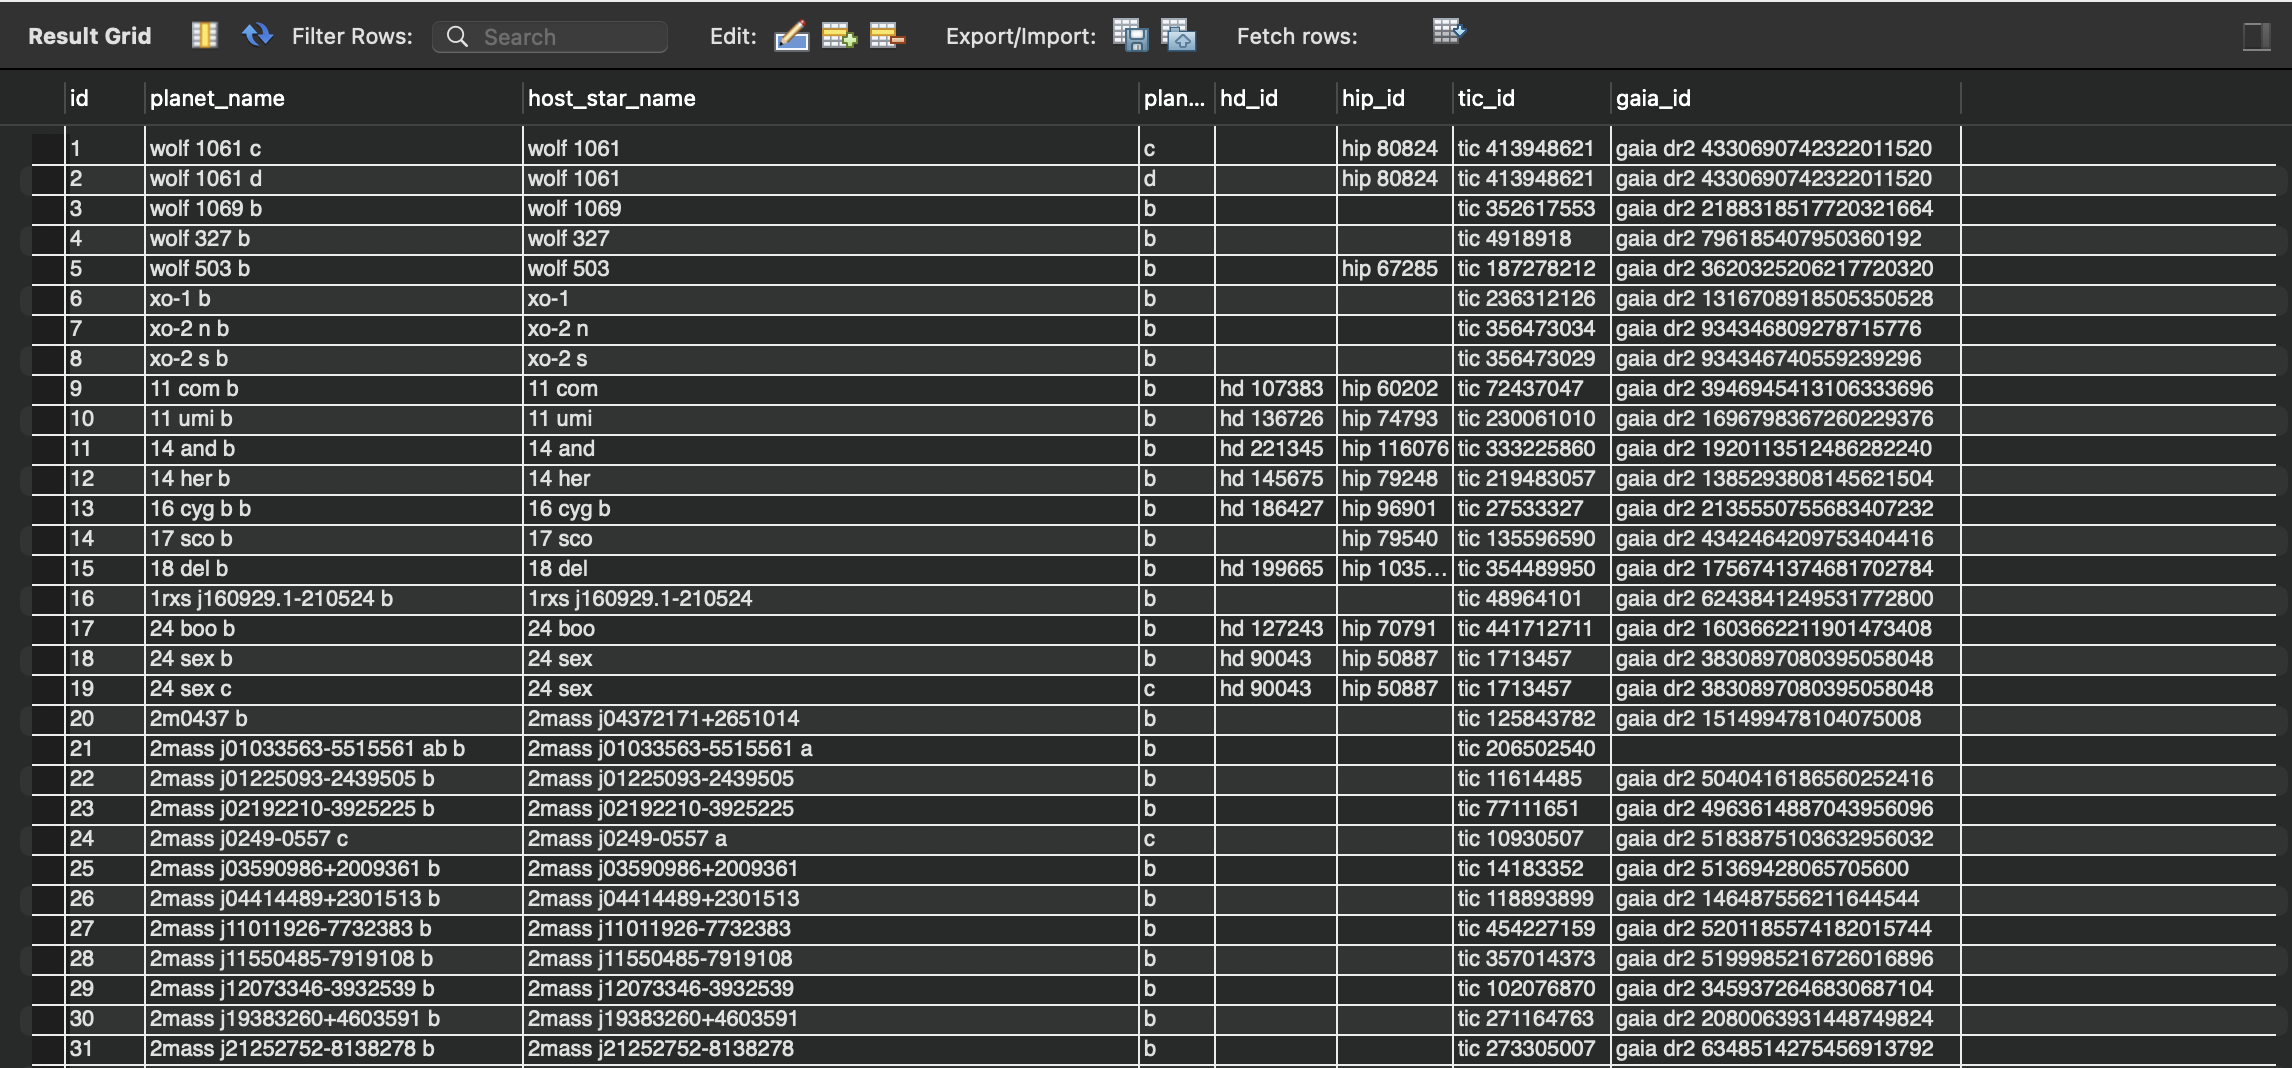 Result Grid Filter Rows: Search Edit: Export/Import: Fetch rows:
id planet_name host_star_name plan... hd_id hip_id tic_id gaia_id
1 wolf 1061 c wolf 1061 c hip 80824 tic 413948621 gaia dr2 4330690742322011520
2 wolf 1061 d wolf 1061 d hip 80824 tic 413948621 gaia dr2 4330690742322011520
3 wolf 1069 b wolf 1069 b tic 352617553 gaia dr2 2188318517720321664
4 wolf 327 b wolf 327 b tic 4918918 gaia dr2 796185407950360192
5 wolf 503 b wolf 503 b hip 67285 tic 187278212 gaia dr2 3620325206217720320
6 xo-1 b xo-1 b tic 236312126 gaia dr2 1316708918505350528
7 xo-2 n b xo-2 n b tic 356473034 gaia dr2 934346809278715776
8 xo-2 s b xo-2 s b tic 356473029 gaia dr2 934346740559239296
9 11 com b 11 com b hd 107383 hip 60202 tic 72437047 gaia dr2 3946945413106333696
10 11 umi b 11 umi b hd 136726 hip 74793 tic 230061010 gaia dr2 1696798367260229376
11 14 and b 14 and b hd 221345 hip 116076 tic 333225860 gaia dr2 1920113512486282240
12 14 her b 14 her b hd 145675 hip 79248 tic 219483057 gaia dr2 1385293808145621504
13 16 cyg b b 16 cyg b b hd 186427 hip 96901 tic 27533327 gaia dr2 2135550755683407232
14 17 sco b 17 sco b hip 79540 tic 135596590 gaia dr2 4342464209753404416
15 18 del b 18 del b hd 199665 hip 1035... tic 354489950 gaia dr2 1756741374681702784
16 1rxs j160929.1-210524 b 1rxs j160929.1-210524 b tic 48964101 gaia dr2 6243841249531772800
17 24 boo b 24 boo b hd 127243 hip 70791 tic 441712711 gaia dr2 1603662211901473408
18 24 sex b 24 sex b hd 90043 hip 50887 tic 1713457 gaia dr2 3830897080395058048
19 24 sex c 24 sex c hd 90043 hip 50887 tic 1713457 gaia dr2 3830897080395058048
20 2m0437 b 2mass j04372171+2651014 b tic 125843782 gaia dr2 151499478104075008
21 2mass j01033563-5515561 ab b 2mass j01033563-5515561 a b tic 206502540
22 2mass j01225093-2439505 b 2mass j01225093-2439505 b tic 11614485 gaia dr2 5040416186560252416
23 2mass j02192210-3925225 b 2mass j02192210-3925225 b tic 77111651 gaia dr2 4963614887043956096
24 2mass j0249-0557 c 2mass j0249-0557 a c tic 10930507 gaia dr2 5183875103632956032
25 2mass j03590986+2009361 b 2mass j03590986+2009361 b tic 14183352 gaia dr2 51369428065705600
26 2mass j04414489+2301513 b 2mass j04414489+2301513 b tic 118893899 gaia dr2 146487556211644544
27 2mass j11011926-7732383 b 2mass j11011926-7732383 b tic 454227159 gaia dr2 5201185574182015744
28 2mass j11550485-7919108 b 2mass j11550485-7919108 b tic 357014373 gaia dr2 5199985216726016896
29 2mass j12073346-3932539 b 2mass j12073346-3932539 b tic 102076870 gaia dr2 3459372646830687104
30 2mass j19383260+4603591 b 2mass j19383260+4603591 b tic 271164763 gaia dr2 2080063931448749824
31 2mass j21252752-8138278 b 2mass j21252752-8138278 b tic 273305007 gaia dr2 6348514275456913792